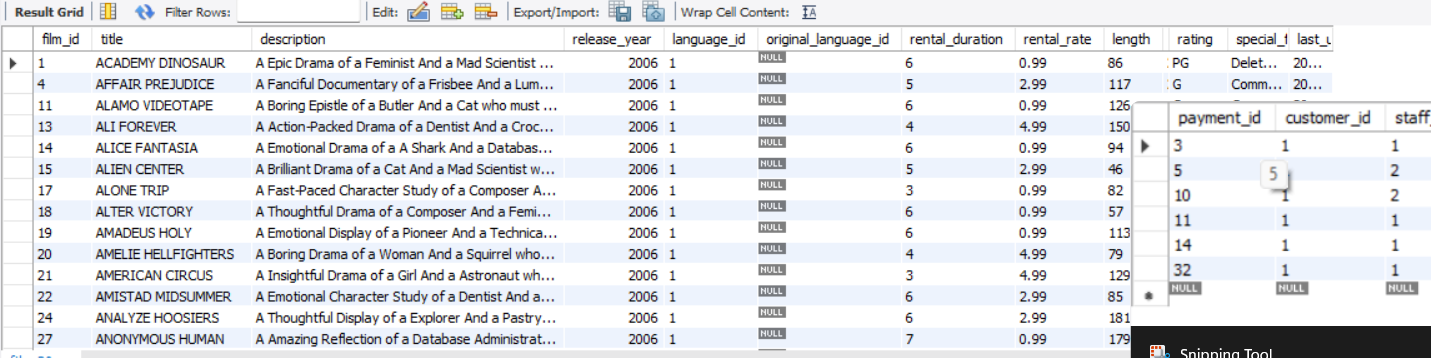 Result Grid Filter Rows: Edit: Export/Import: Wrap Cell Content: IA
film_id title description release_year language_id original_language_id rental_duration rental_rate length rating special_f last_u
1 ACADEMY DINOSAUR A Epic Drama of a Feminist And a Mad Scientist ... 2006 1 NULL 6 0.99 86 PG Delet... 20...
4 AFFAIR PREJUDICE A Fanciful Documentary of a Frisbee And a Lum... 2006 1 NULL 5 2.99 117 G Comm... 20...
11 ALAMO VIDEOTAPE A Boring Epistle of a Butler And a Cat who must ... 2006 1 NULL 6 0.99 126
13 ALI FOREVER A Action-Packed Drama of a Dentist And a Croc... 2006 1 NULL 4 4.99 150
14 ALICE FANTASIA A Emotional Drama of a A Shark And a Databas... 2006 1 NULL 6 0.99 94
15 ALIEN CENTER A Brilliant Drama of a Cat And a Mad Scientist w... 2006 1 NULL 5 2.99 46
17 ALONE TRIP A Fast-Paced Character Study of a Composer A... 2006 1 NULL 3 0.99 82
18 ALTER VICTORY A Thoughtful Drama of a Composer And a Femi... 2006 1 NULL 6 0.99 57
19 AMADEUS HOLY A Emotional Display of a Pioneer And a Technica... 2006 1 NULL 6 0.99 113
20 AMELIE HELLFIGHTERS A Boring Drama of a Woman And a Squirrel who... 2006 1 NULL 4 4.99 79
21 AMERICAN CIRCUS A Insightful Drama of a Girl And a Astronaut wh... 2006 1 NULL 3 4.99 129
22 AMISTAD MIDSUMMER A Emotional Character Study of a Dentist And a... 2006 1 NULL 6 2.99 85
24 ANALYZE HOOSIERS A Thoughtful Display of a Explorer And a Pastry... 2006 1 NULL 6 2.99 181
27 ANONYMOUS HUMAN A Amazing Reflection of a Database Administrat... 2006 1 NULL 7 0.99 179
payment_id customer_id staff_
3 1 1
5 5 2
10 1 2
11 1 1
14 1 1
32 1 1
NULL NULL NULL
Snipping Tool